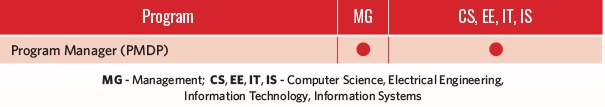 Program MG CS, EE, IT, IS
Program Manager (PMDP) ● ●
MG - Management; CS, EE, IT, IS - Computer Science, Electrical Engineering,
Information Technology, Information Systems